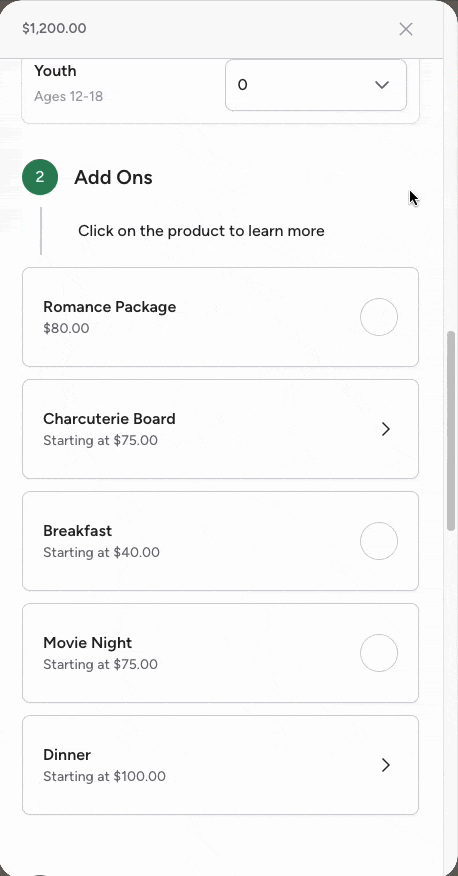 $1,200.00
Youth
Ages 12-18
0
2
Add Ons
Click on the product to learn more
Romance Package
$80.00
Charcuterie Board
Starting at $75.00
Breakfast
Starting at $40.00
Movie Night
Starting at $75.00
Dinner
Starting at $100.00